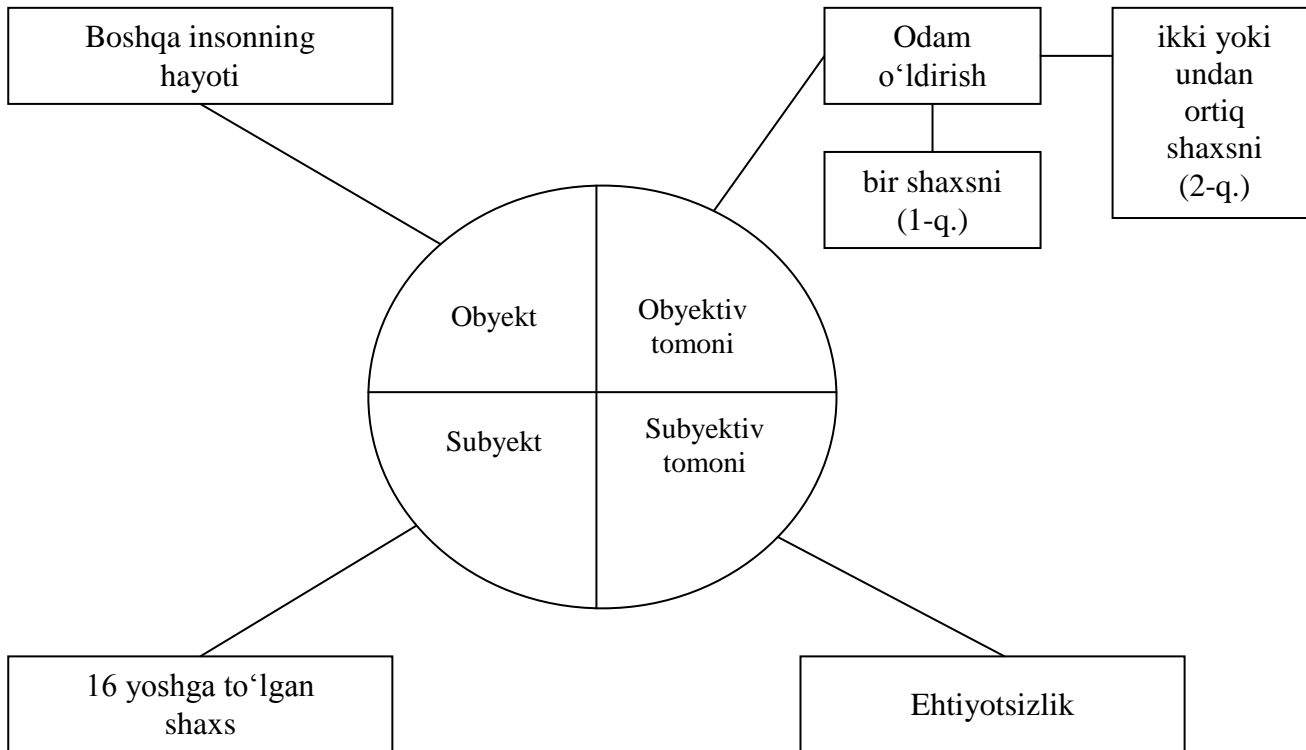 Boshqa insonning
hayoti
Odam
o‘ldirish
ikki yoki
undan
ortiq
shaxsni
(2-q.)
bir shaxsni
(1-q.)
Obyekt
Obyektiv
tomoni
Subyekt
Subyektiv
tomoni
16 yoshga to‘lgan
shaxs
Ehtiyotsizlik